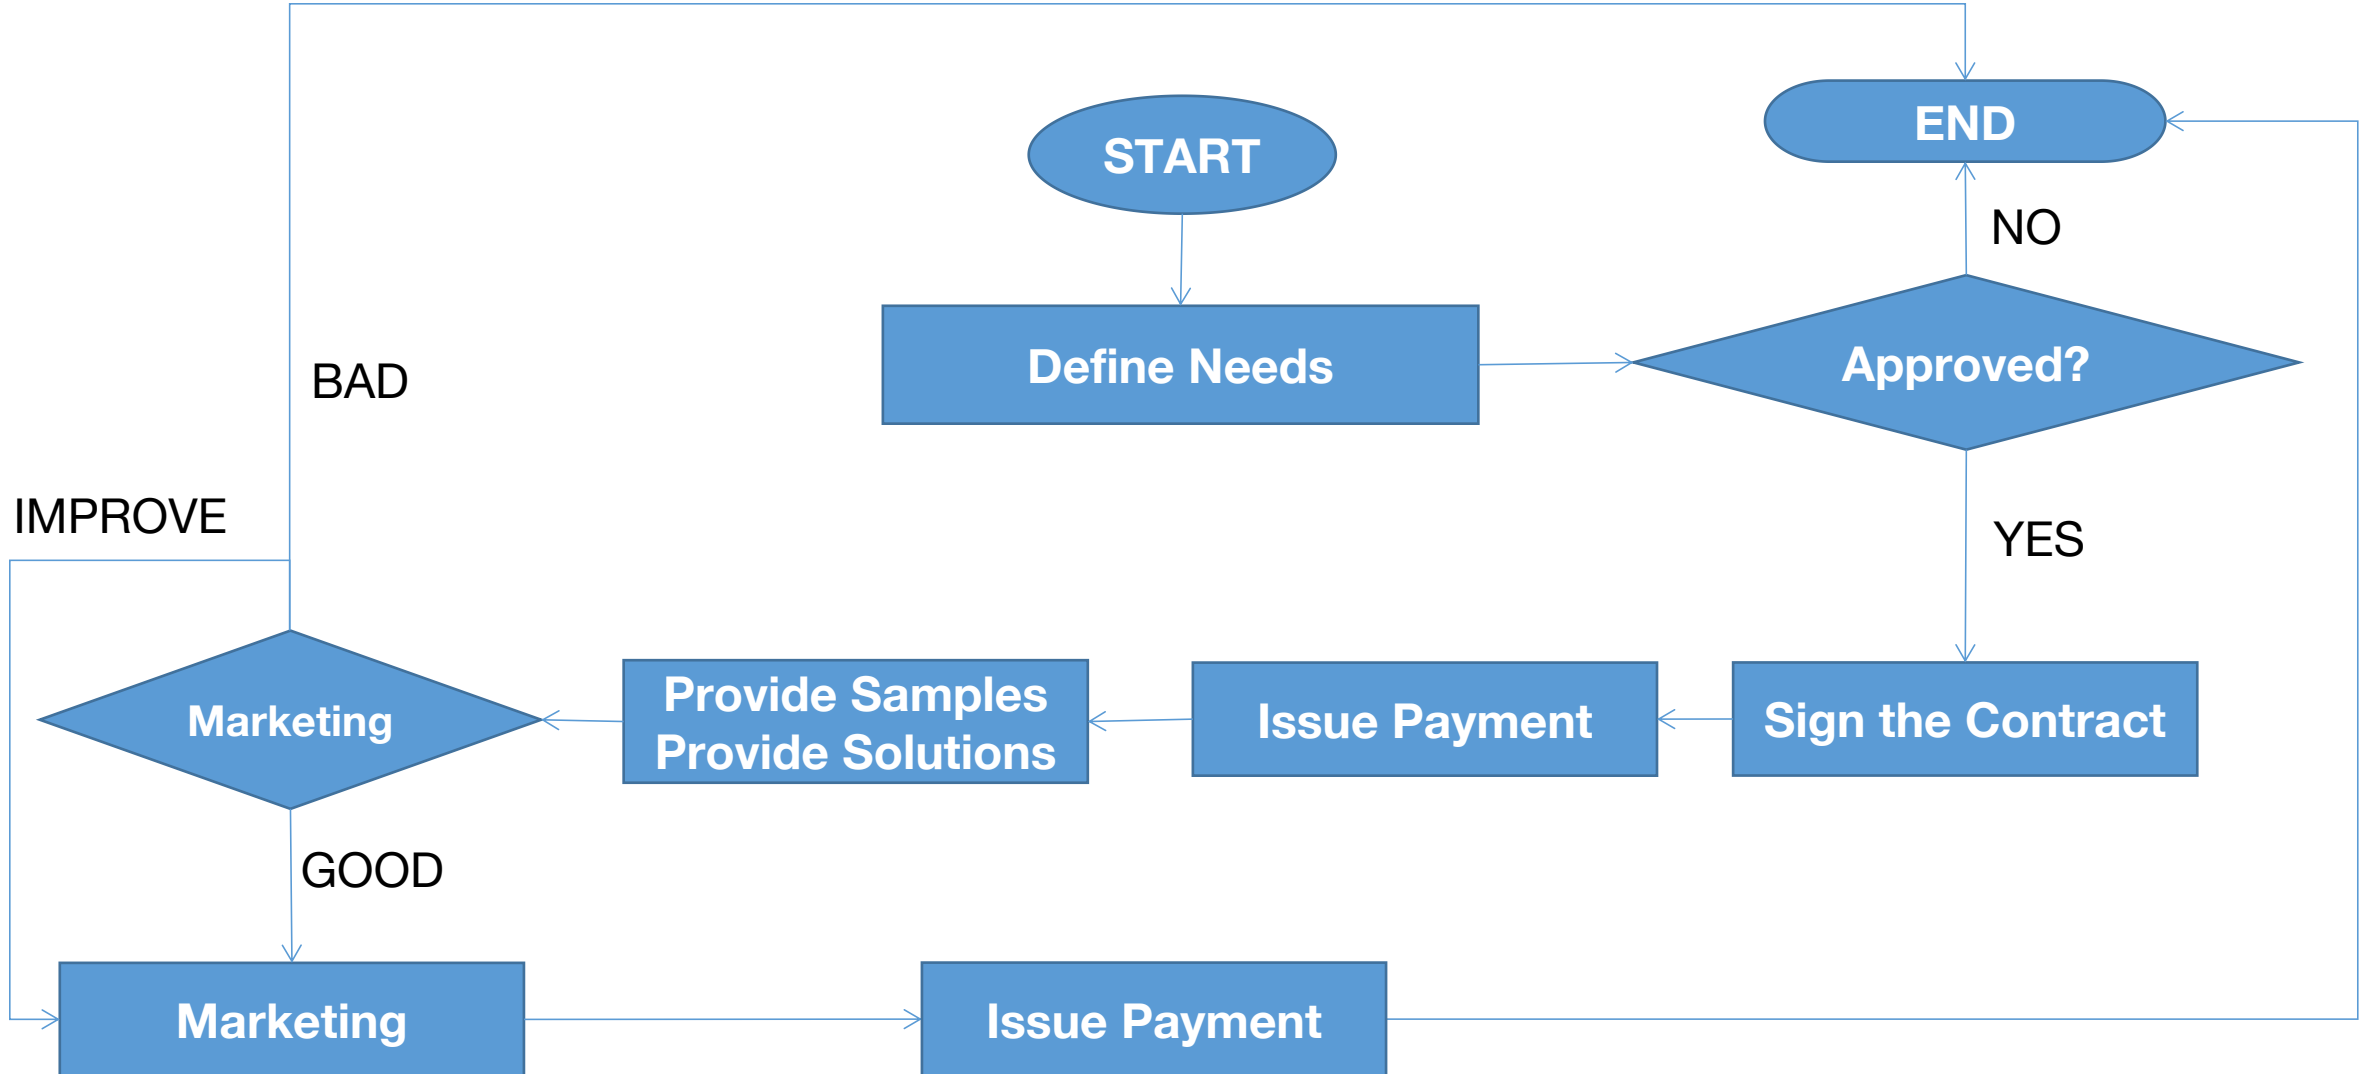 START
END
NO
Define Needs
Approved?
BAD
IMPROVE
YES
Marketing
Provide Samples
Provide Solutions
Issue Payment
Sign the Contract
GOOD
Marketing
Issue Payment